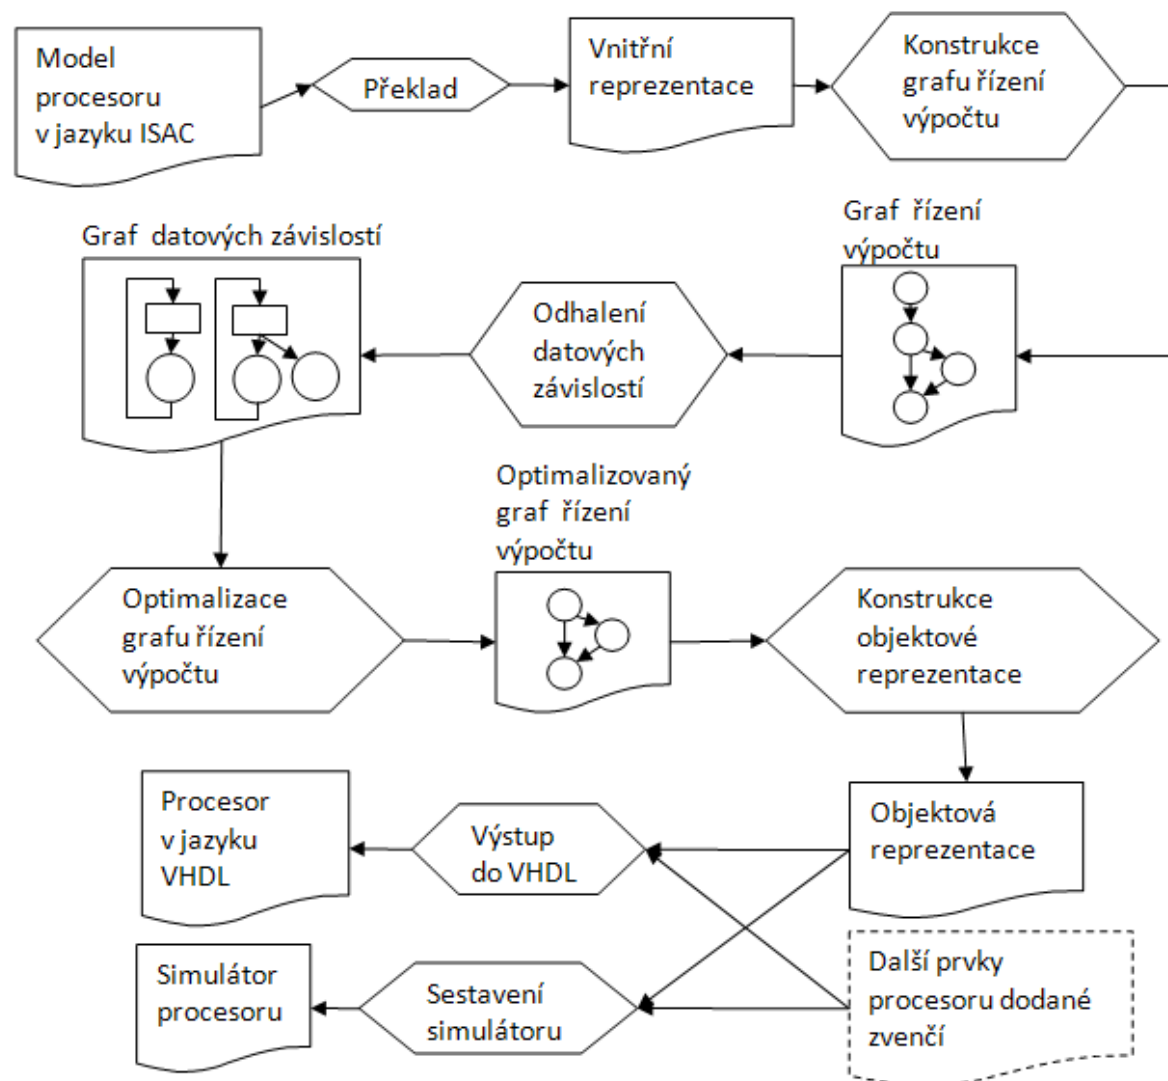 Model
procesoru
v jazyku ISAC
Překlad
Vnitřní
reprezentace
Konstrukce
grafu řízení
výpočtu
Graf datových závislostí
Odhalení
datových
závislostí
Graf řízení
výpočtu
Optimalizace
grafu řízení
výpočtu
Optimalizovaný
graf řízení
výpočtu
Konstrukce
objektové
reprezentace
Procesor
v jazyku
VHDL
Výstup
do VHDL
Objektová
reprezentace
Simulátor
procesoru
Sestavení
simulátoru
Další prvky
procesoru dodané
zvenčí